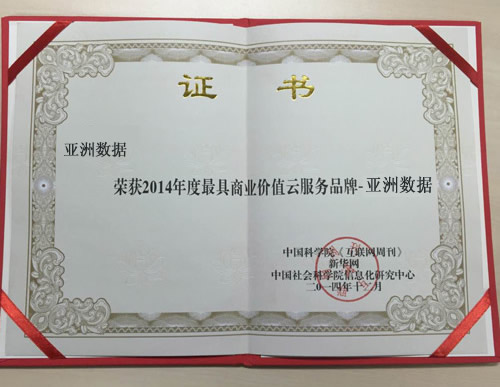 证书
亚洲数据
荣获2014年度最具商业价值云服务品牌-亚洲数据
中国科学院《互联网周刊》
新华网
中国社会科学院信息化研究中心
二〇一四年十二月